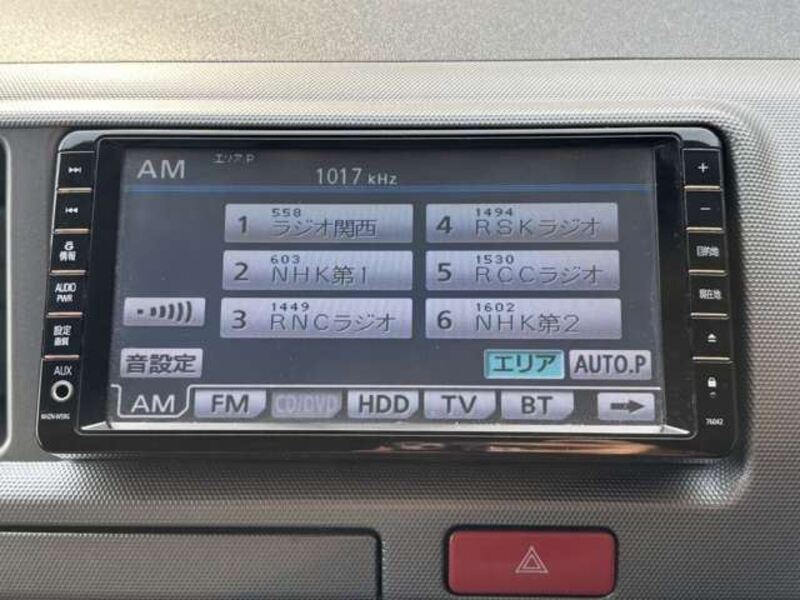 AM エリア.P
1017 kHz
558
1 ラジオ関西
1494
4 RSKラジオ
603
2 NHK第1
1530
5 RCCラジオ
1449
3 RNCラジオ
1602
6 NHK第2
音設定
エリア
AUTO.P
AM
FM
CD/DVD
HDD
TV
BT
情報
AUDIO
PWR
設定
画質
AUX
NHZN-W59G
+
−
目的地
現在地
76042